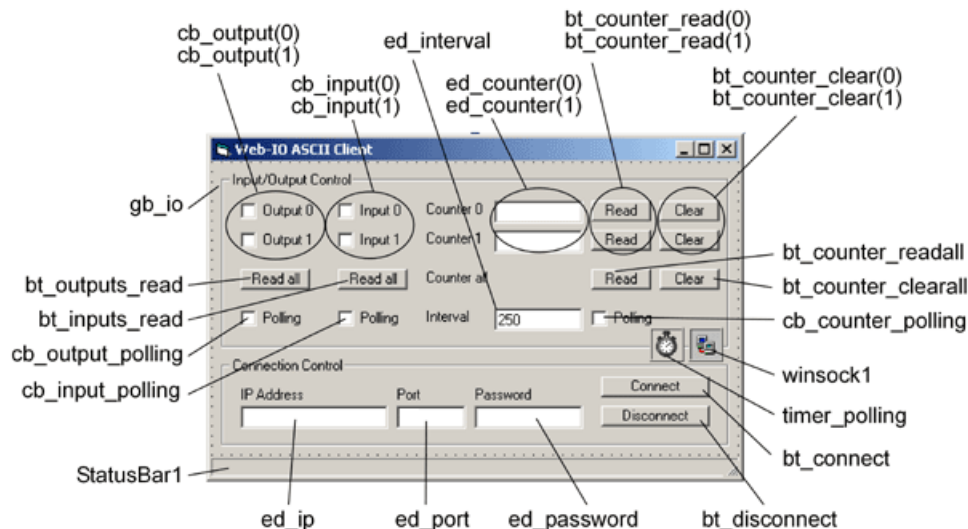 cb_output(0)
cb_output(1)
cb_input(0)
cb_input(1)
ed_interval
ed_counter(0)
ed_counter(1)
bt_counter_read(0)
bt_counter_read(1)
bt_counter_clear(0)
bt_counter_clear(1)
Web-IO ASCII Client
gb_io
Input/Output Control
Output 0
Input 0
Counter 0
Read
Clear
Output 1
Input 1
Counter 1
Read
Clear
bt_counter_readall
bt_outputs_read
Read all
Read all
Counter all
Read
Clear
bt_counter_clearall
bt_inputs_read
Polling
Polling
Interval
250
Polling
cb_counter_polling
cb_output_polling
cb_input_polling
Connection Control
winsock1
IP Address
Port
Password
Connect
Disconnect
timer_polling
bt_connect
StatusBar1
ed_ip
ed_port
ed_password
bt_disconnect